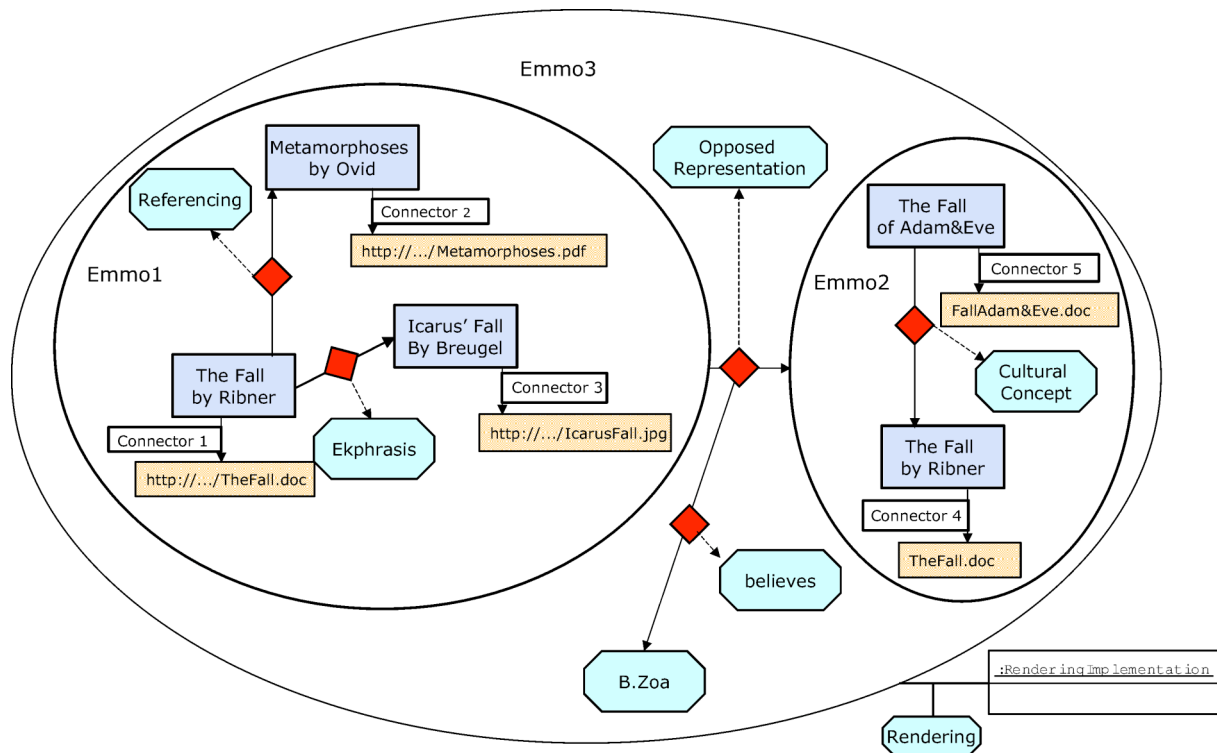 Emmo3
Metamorphoses
by Ovid
Referencing
Connector 2
http://.../Metamorphoses.pdf
Emmo1
Icarus’ Fall
By Breugel
The Fall
by Ribner
Connector 3
http://.../IcarusFall.jpg
Connector 1
Ekphrasis
http://.../TheFall.doc
Opposed
Representation
The Fall
of Adam&Eve
Connector 5
Emmo2
FallAdam&Eve.doc
Cultural
Concept
The Fall
by Ribner
Connector 4
TheFall.doc
believes
B.Zoa
:RenderingImplementation
Rendering